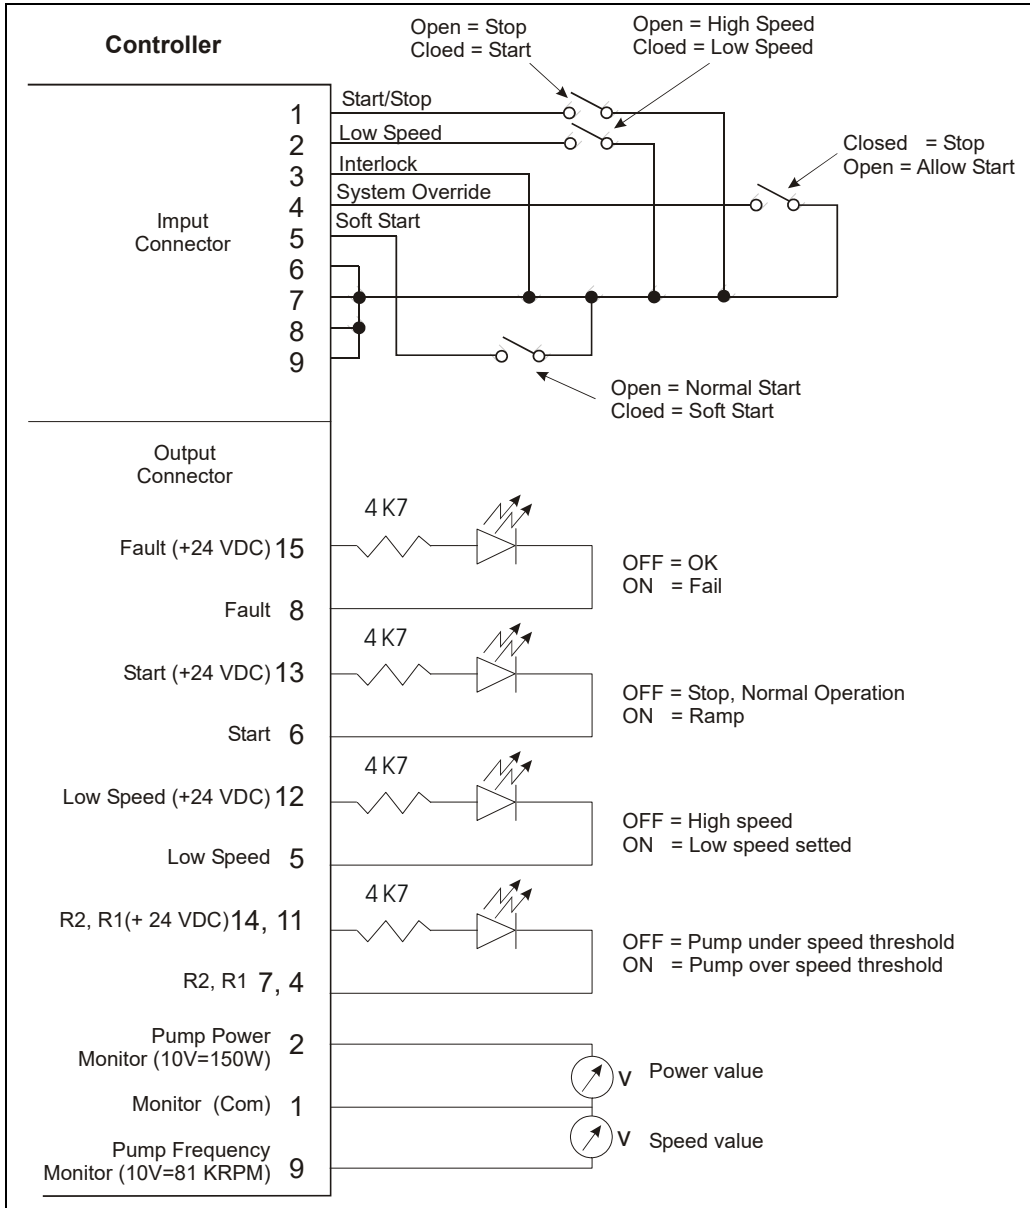 Controller
Open = Stop
Cloed = Start
Open = High Speed
Cloed = Low Speed
Closed = Stop
Open = Allow Start
Imput
Connector
1 Start/Stop
2 Low Speed
3 Interlock
4 System Override
5 Soft Start
6
7
8
9
Open = Normal Start
Cloed = Soft Start
Output
Connector
4 K7
Fault (+24 VDC) 15
OFF = OK
ON = Fail
Fault 8
4 K7
Start (+24 VDC) 13
OFF = Stop, Normal Operation
ON = Ramp
Start 6
4 K7
Low Speed (+24 VDC) 12
OFF = High speed
ON = Low speed setted
Low Speed 5
4 K7
R2, R1(+ 24 VDC) 14, 11
OFF = Pump under speed threshold
ON = Pump over speed threshold
R2, R1 7, 4
Pump Power
Monitor (10V=150W) 2
V Power value
Monitor (Com) 1
V Speed value
Pump Frequency
Monitor (10V=81 KRPM) 9